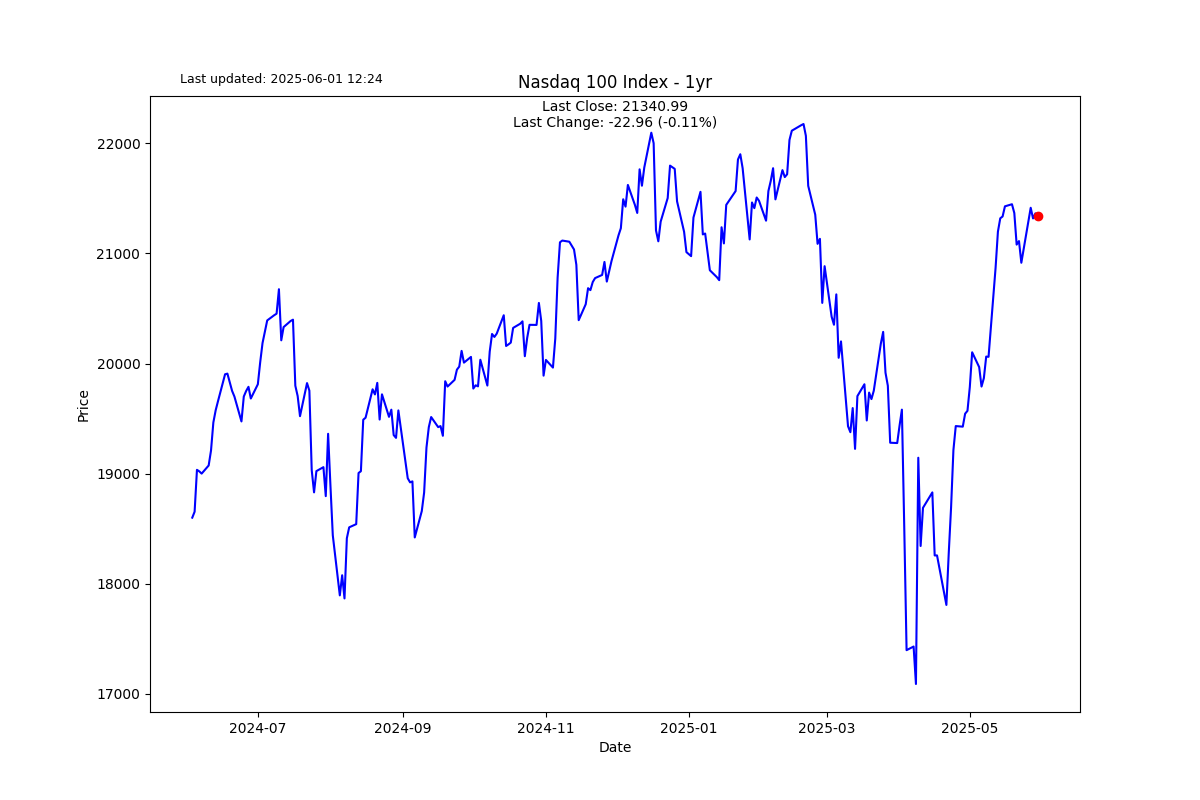 Last updated: 2025-06-01 12:24
Nasdaq 100 Index - 1yr
Last Close: 21340.99
Last Change: -22.96 (-0.11%)
22000
21000
20000
19000
18000
17000
Price
2024-07
2024-09
2024-11
2025-01
2025-03
2025-05
Date